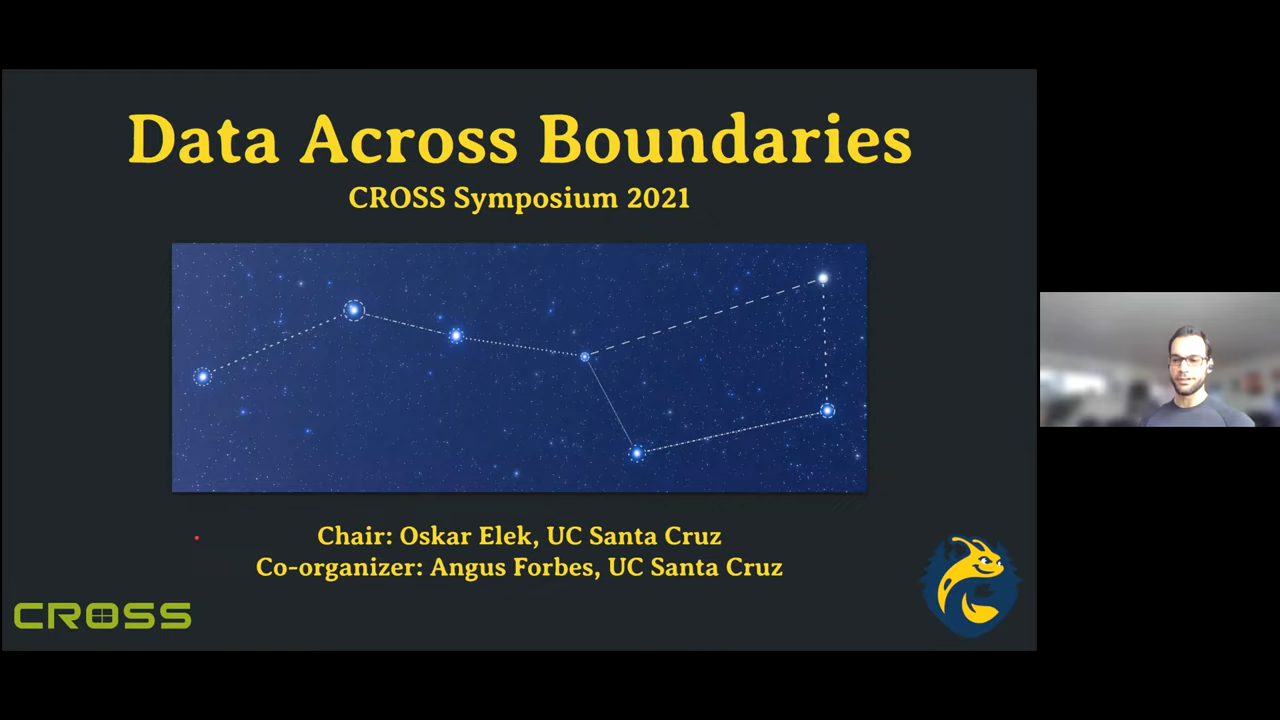 Data Across Boundaries
CROSS Symposium 2021
Chair: Oskar Elek, UC Santa Cruz
Co-organizer: Angus Forbes, UC Santa Cruz
CROSS